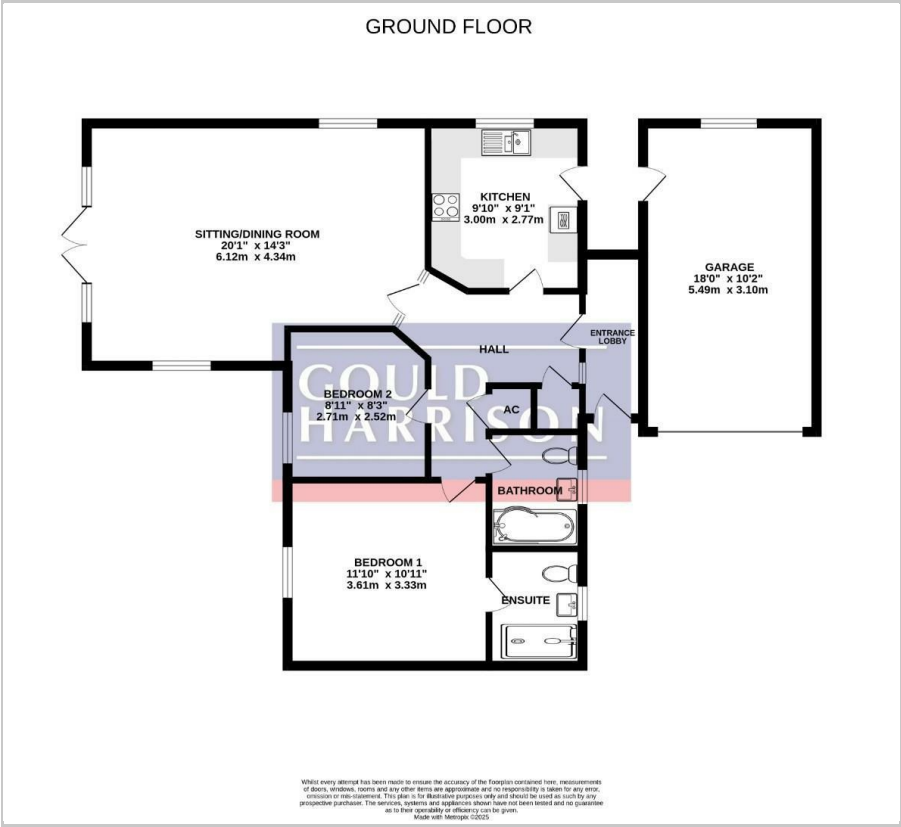 GROUND FLOOR
KITCHEN
9'10" x 9'1"
3.00m x 2.77m
SITTING/DINING ROOM
20'1" x 14'3"
6.12m x 4.34m
GARAGE
18'0" x 10'2"
5.49m x 3.10m
ENTRANCE
LOBBY
HALL
GOULD
HARRISON
BEDROOM 2
8'11" x 8'3"
2.71m x 2.52m
AC
BATHROOM
BEDROOM 1
11'10" x 10'11"
3.61m x 3.33m
ENSUITE
Whilst every attempt has been made to ensure the accuracy of the floorplan contained here, measurements
of doors, windows, rooms and any other items are approximate and no responsibility is taken for any error,
omission or mis-statement. This plan is for illustrative purposes only and should be used as such by any
prospective purchaser. The services, systems and appliances shown have not been tested and no guarantee
as to their operability or efficiency can be given.
Made with Metropix ©2025